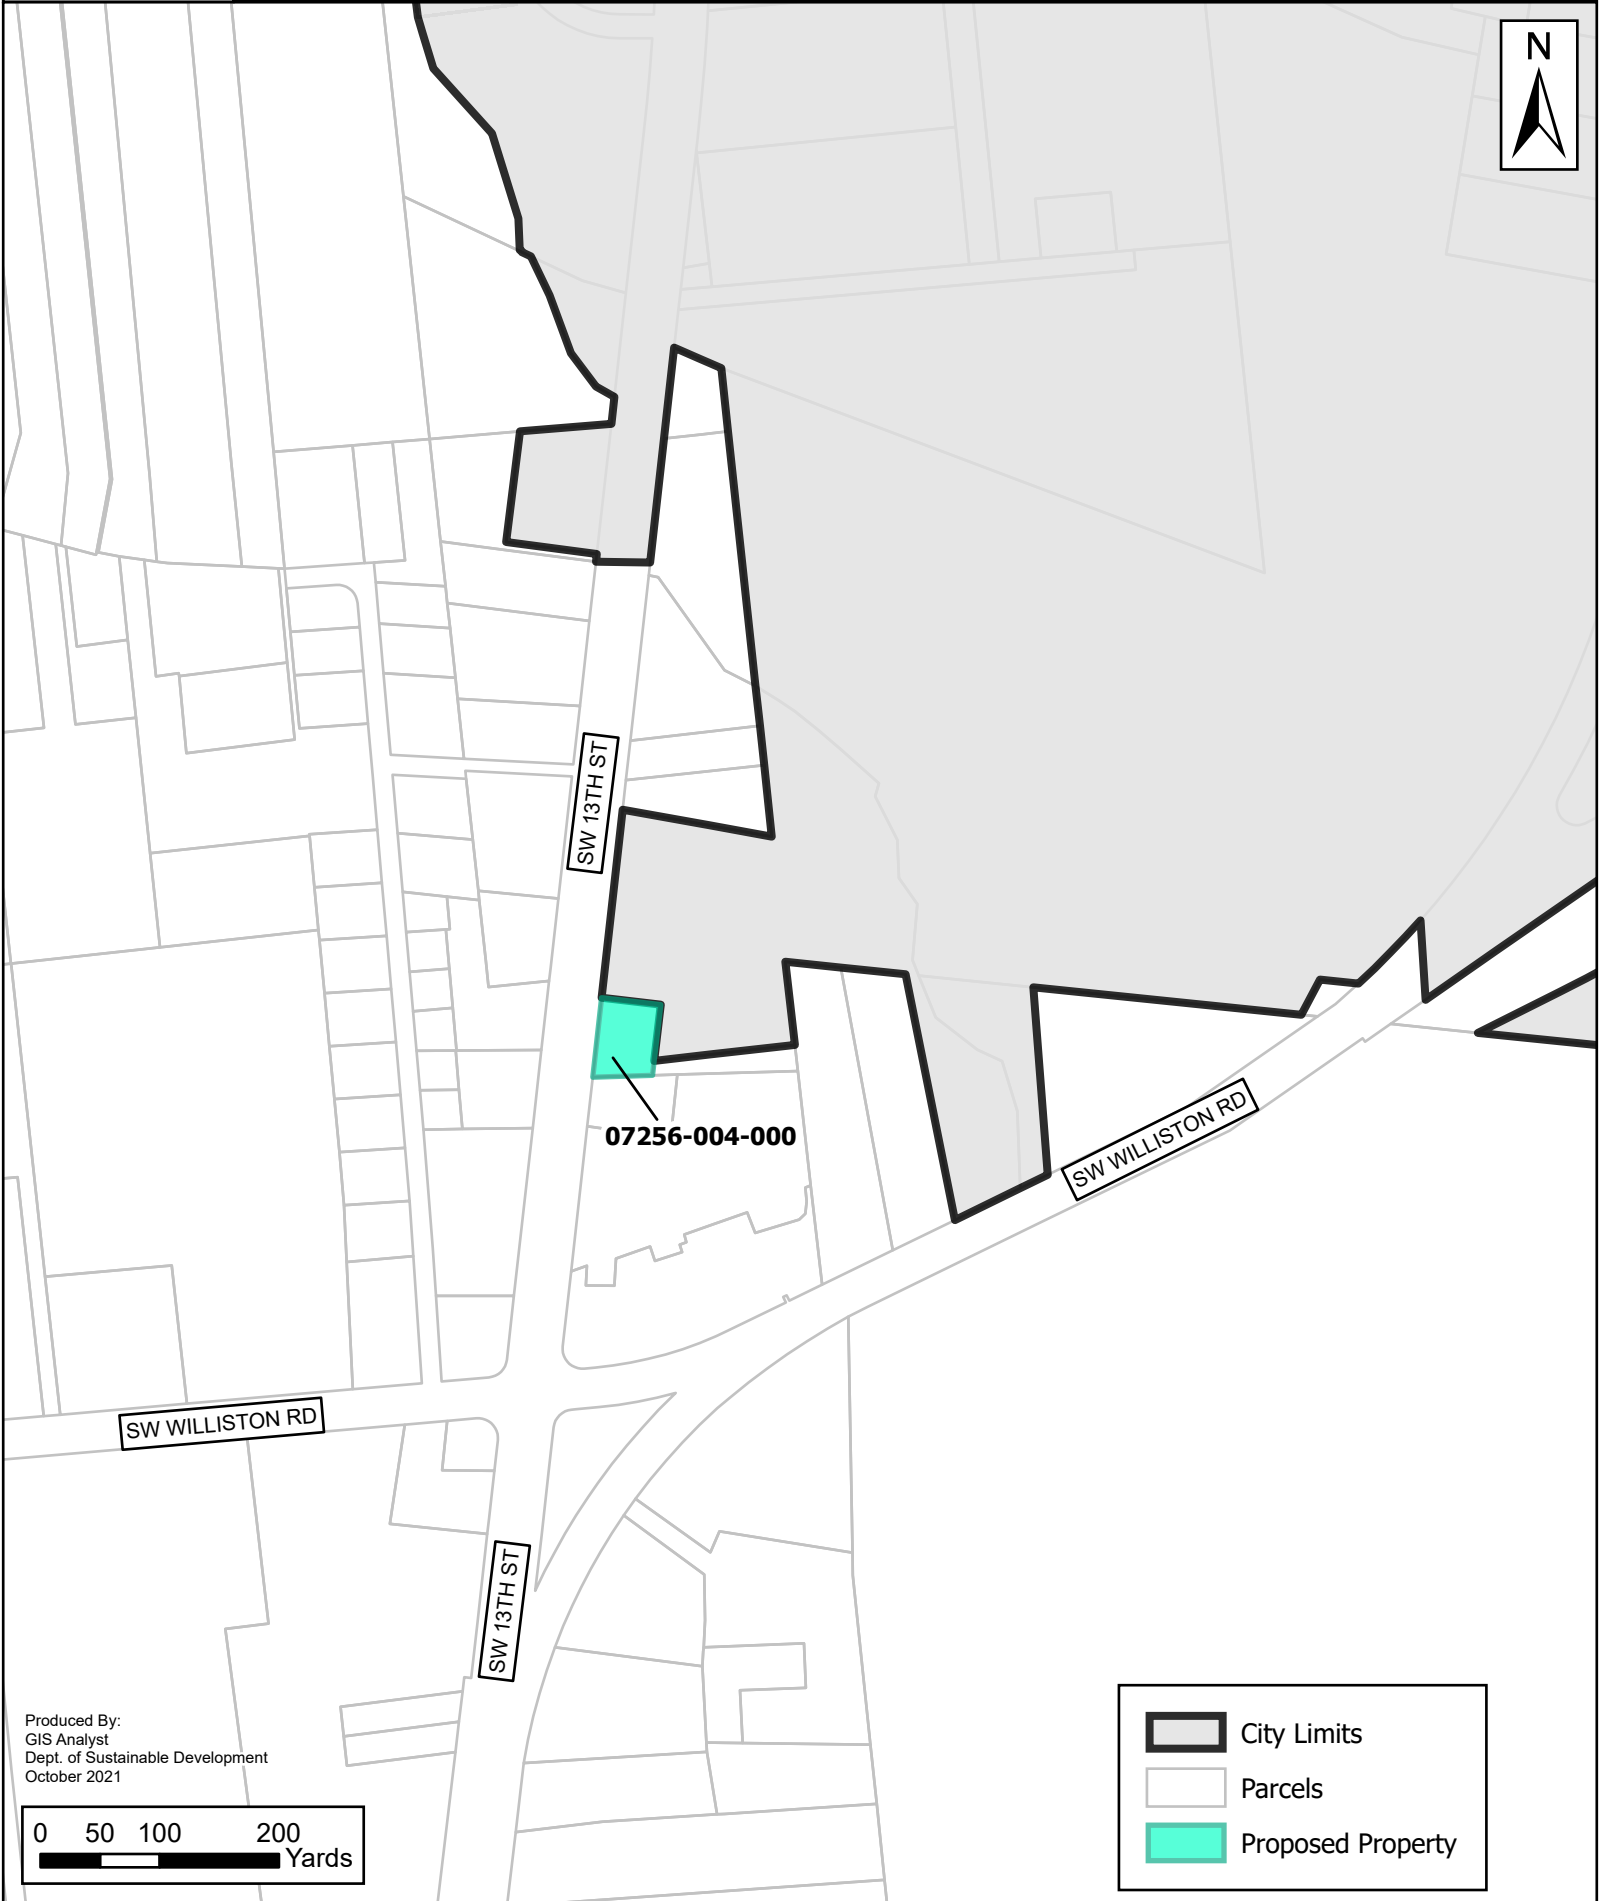 N
SW 13TH ST
07256-004-000
SW WILLISTON RD
SW WILLISTON RD
SW 13TH ST
Produced By:
GIS Analyst
Dept. of Sustainable Development
October 2021
0 50 100 200
Yards
City Limits
Parcels
Proposed Property